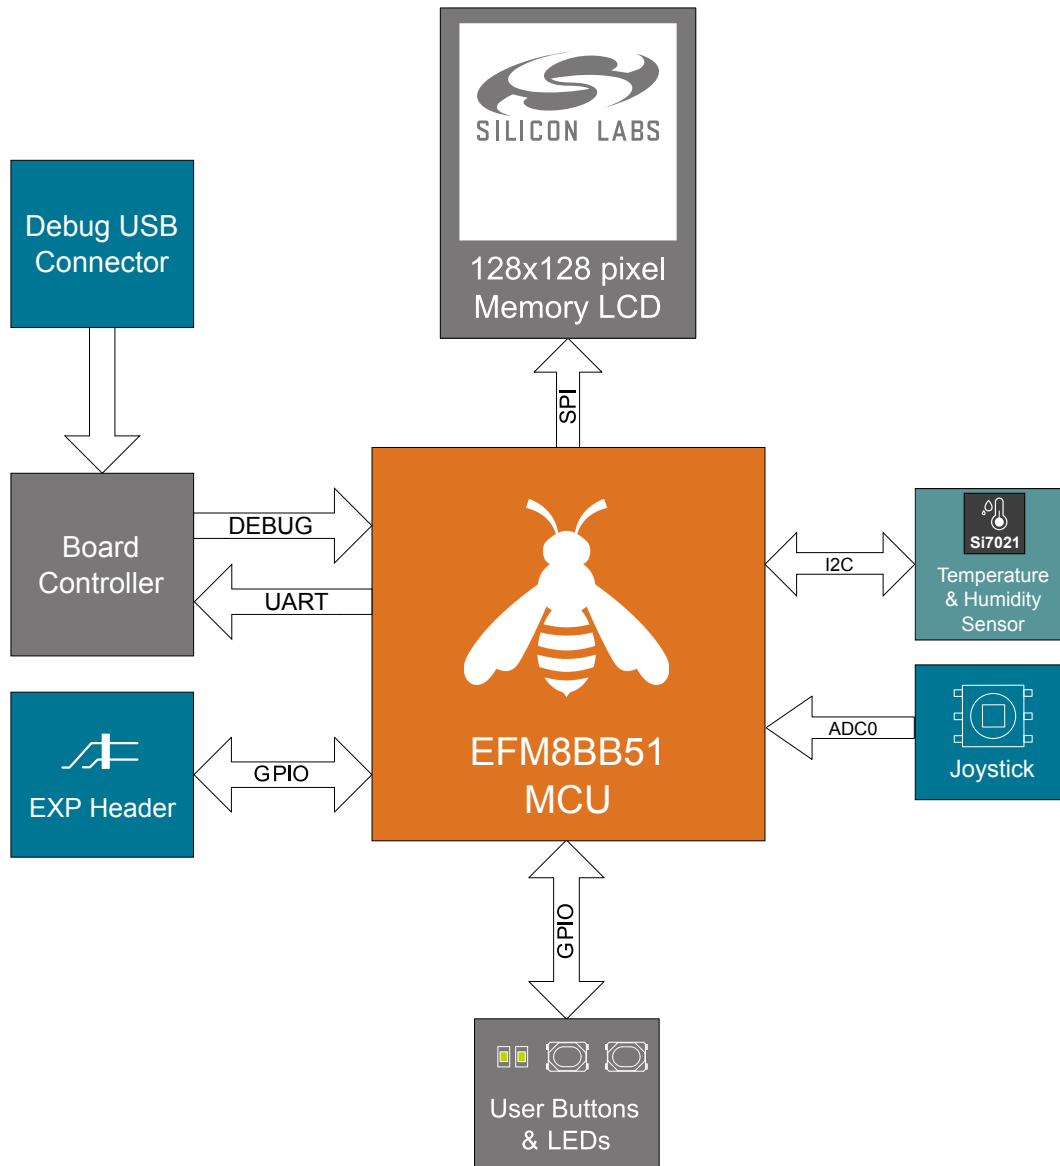 SILICON LABS
128x128 pixel
Memory LCD
Debug USB
Connector
SPI
Board
Controller
DEBUG
UART
EFM8BB51
MCU
I2C
Si7021
Temperature
& Humidity
Sensor
EXP Header
GPIO
ADC0
Joystick
GPIO
User Buttons
& LEDs